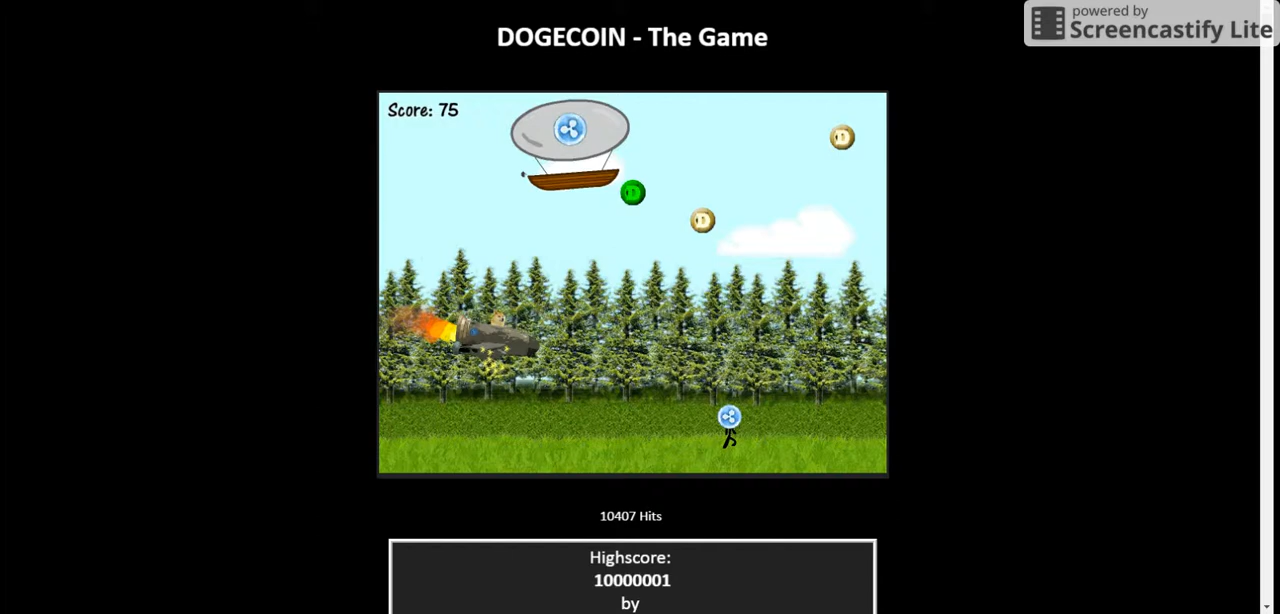 powered by
Screencastify Lite
DOGECOIN - The Game
Score: 75
10407 Hits
Highscore:
10000001
by